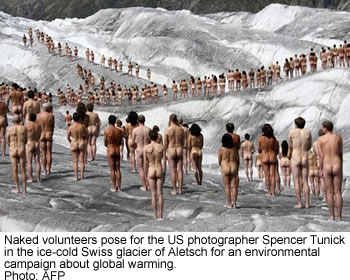 Naked volunteers pose for the US photographer Spencer Tunick
in the ice-cold Swiss glacier of Aletsch for an environmental
campaign about global warming.
Photo: AFP